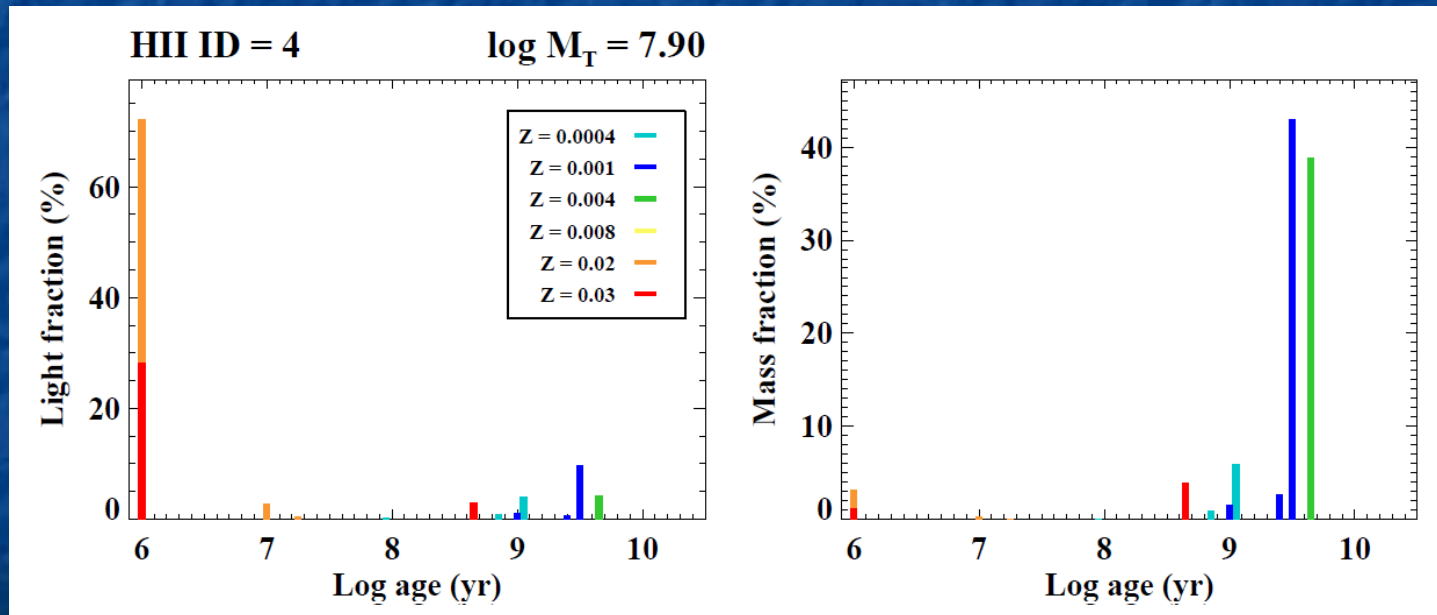 HII ID = 4
log M_T = 7.90
Light fraction (%)
60
40
20
0
Z = 0.0004
Z = 0.001
Z = 0.004
Z = 0.008
Z = 0.02
Z = 0.03
6 7 8 9 10
Log age (yr)
Mass fraction (%)
40
30
20
10
0
6 7 8 9 10
Log age (yr)